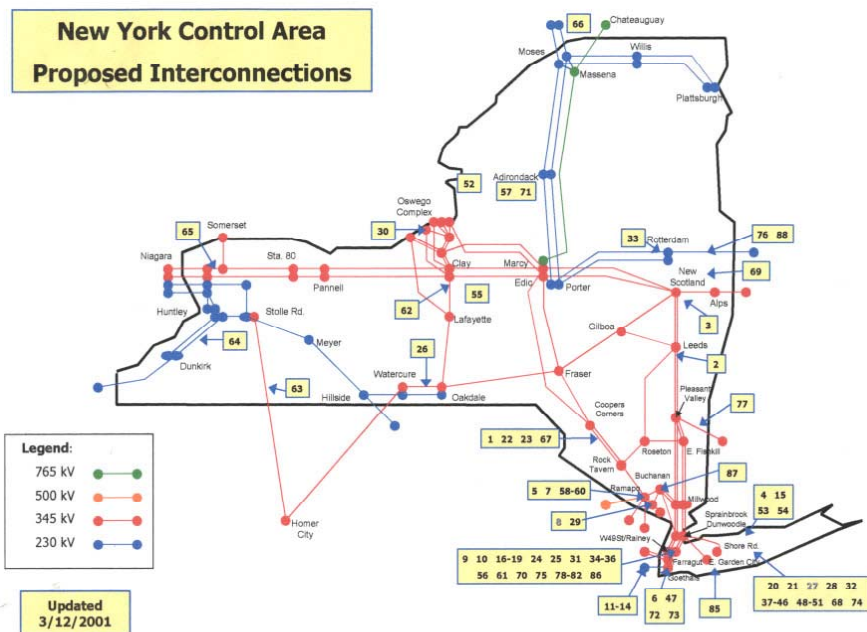 New York Control Area
Proposed Interconnections
66
Chateauguay
Moses
Willis
Massena
Plattsburgh
52
Adirondack
57 71
Oswego
Complex
30
Somerset
65
33
Rotterdam
76 88
Niagara
Sta. 80
Clay
Marcy
New
Scotland
69
Pannell
Edic
Porter
55
Alps
Huntley
Stolle Rd.
62
Lafayette
3
Gilboa
64
Meyer
Leeds
2
Dunkirk
26
Watercure
Fraser
Pleasant
Valley
63
Hillside
Oakdale
77
Coopers
Corners
1 22 23 67
Roseton
E. Fishkill
Legend:
765 kV
500 kV
345 kV
230 kV
Rock
Tavern
Buchanan
87
Ramapo
5 7 58-60
Millwood
4 15
53 54
8 29
Sprainbrook
Dunwoodie
Homer
City
W49St/Rainey
Shore Rd.
9 10 16-19 24 25 31 34-36
56 61 70 75 78-82 86
Farragut
E. Garden City
Goethals
11-14
6 47
72 73
85
20 21 27 28 32
37-46 48-51 68 74
Updated
3/12/2001